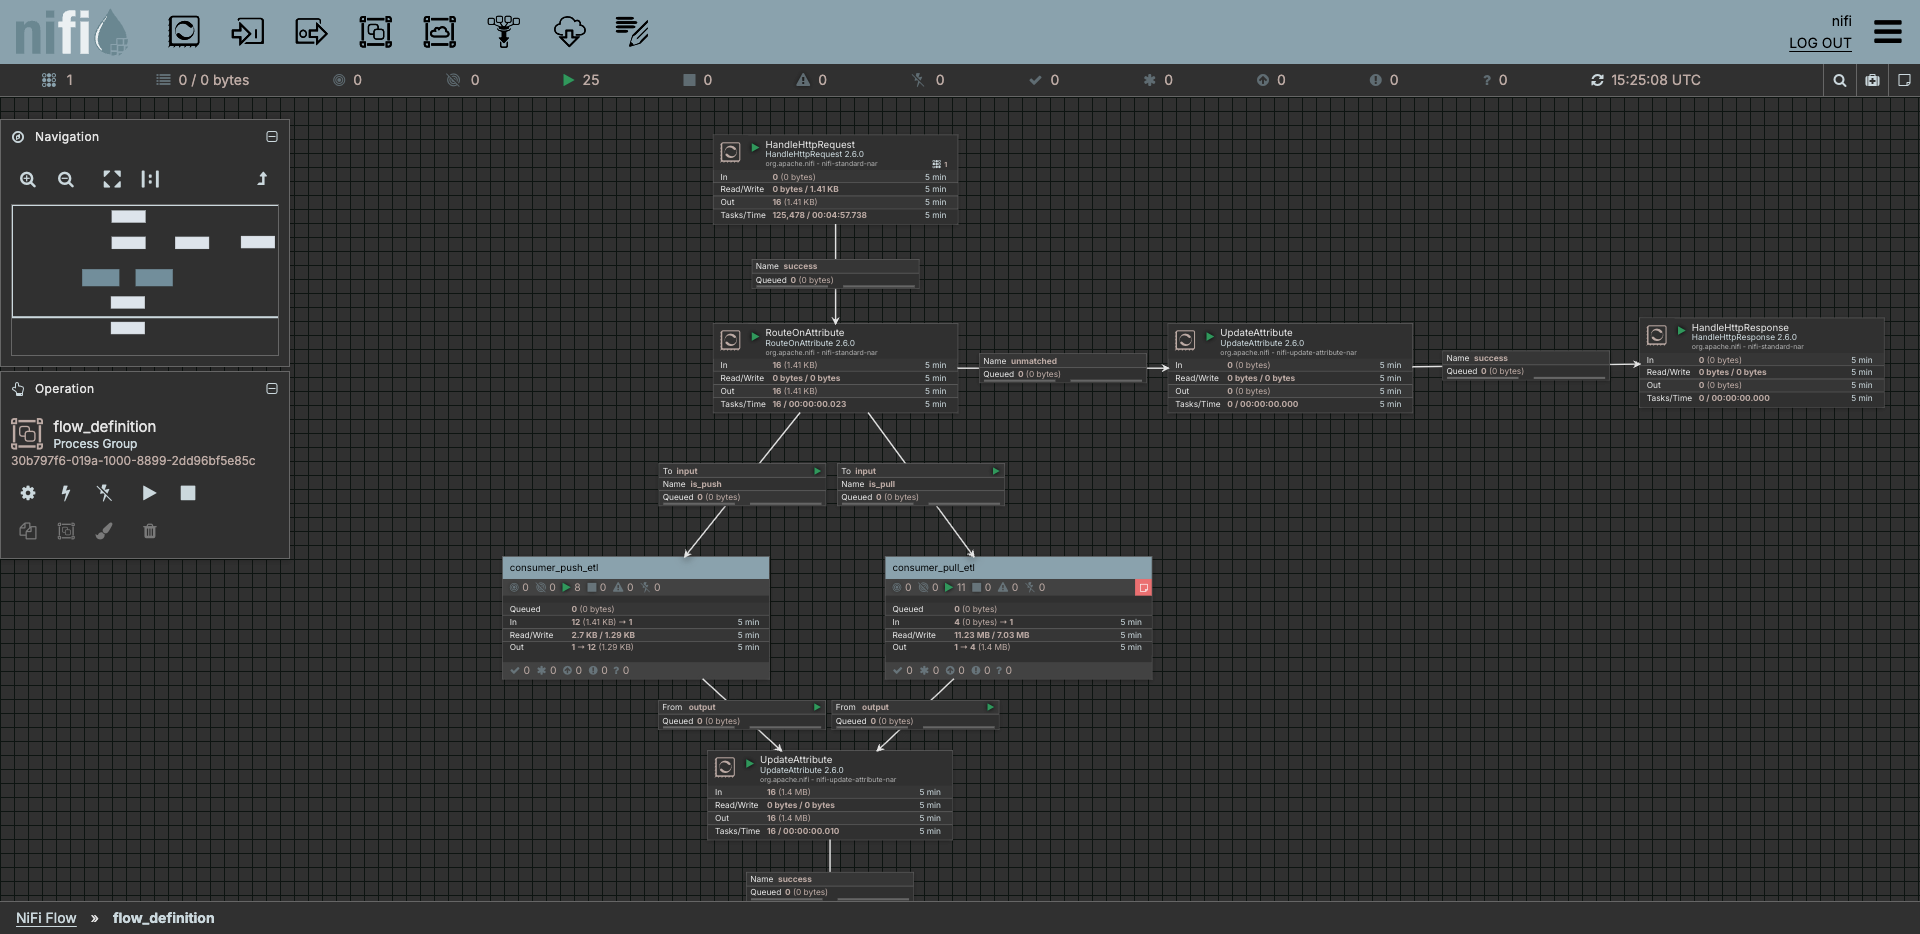 nifi
nifi
LOG OUT
1
0 / 0 bytes
0
0
25
0
0
0
0
0
0
0
? 0
15:25:08 UTC
Navigation
Operation
flow_definition
Process Group
30b797f6-019a-1000-8899-2dd96bf5e85c
HandleHttpRequest
HandleHttpRequest 2.6.0
org.apache.nifi - nifi-standard-nar
1
In 0 (0 bytes) 5 min
Read/Write 0 bytes / 1.41 KB 5 min
Out 16 (1.41 KB) 5 min
Tasks/Time 125,478 / 00:04:57.738 5 min
Name success
Queued 0 (0 bytes)
RouteOnAttribute
RouteOnAttribute 2.6.0
org.apache.nifi - nifi-standard-nar
In 16 (1.41 KB) 5 min
Read/Write 0 bytes / 0 bytes 5 min
Out 16 (1.41 KB) 5 min
Tasks/Time 16 / 00:00:00.023 5 min
Name unmatched
Queued 0 (0 bytes)
UpdateAttribute
UpdateAttribute 2.6.0
org.apache.nifi - nifi-update-attribute-nar
In 0 (0 bytes) 5 min
Read/Write 0 bytes / 0 bytes 5 min
Out 0 (0 bytes) 5 min
Tasks/Time 0 / 00:00:00.000 5 min
Name success
Queued 0 (0 bytes)
HandleHttpResponse
HandleHttpResponse 2.6.0
org.apache.nifi - nifi-standard-nar
In 0 (0 bytes) 5 min
Read/Write 0 bytes / 0 bytes 5 min
Out 0 (0 bytes) 5 min
Tasks/Time 0 / 00:00:00.000 5 min
To input
Name is_push
Queued 0 (0 bytes)
To input
Name is_pull
Queued 0 (0 bytes)
consumer_push_etl
0 0 8 0 0 0
Queued 0 (0 bytes)
In 12 (1.41 KB) → 1 5 min
Read/Write 2.7 KB / 1.29 KB 5 min
Out 1 → 12 (1.29 KB) 5 min
0 0 0 0 ? 0
consumer_pull_etl
0 0 11 0 0 0
Queued 0 (0 bytes)
In 4 (0 bytes) → 1 5 min
Read/Write 11.23 MB / 7.03 MB 5 min
Out 1 → 4 (1.4 MB) 5 min
0 0 0 0 ? 0
From output
Queued 0 (0 bytes)
From output
Queued 0 (0 bytes)
UpdateAttribute
UpdateAttribute 2.6.0
org.apache.nifi - nifi-update-attribute-nar
In 16 (1.4 MB) 5 min
Read/Write 0 bytes / 0 bytes 5 min
Out 16 (1.4 MB) 5 min
Tasks/Time 16 / 00:00:00.010 5 min
Name success
Queued 0 (0 bytes)
NiFi Flow » flow_definition